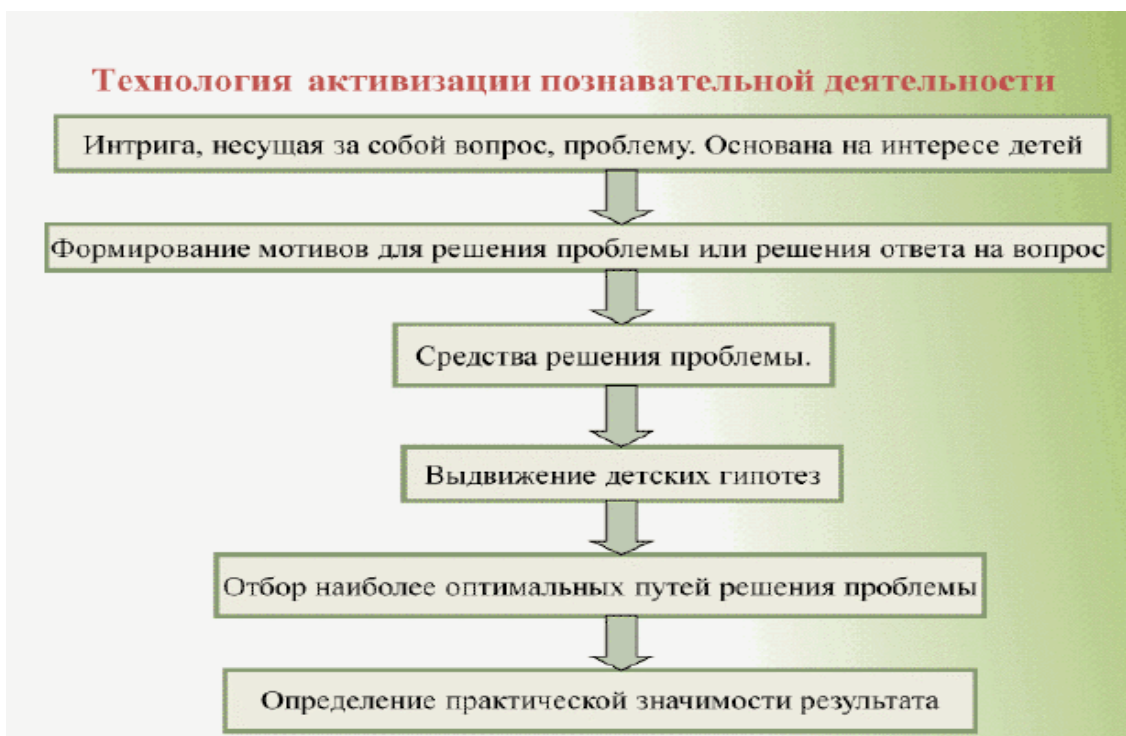 Технология активизации познавательной деятельности
Интрига, несущая за собой вопрос, проблему. Основана на интересе детей
Формирование мотивов для решения проблемы или решения ответа на вопрос
Средства решения проблемы.
Выдвижение детских гипотез
Отбор наиболее оптимальных путей решения проблемы
Определение практической значимости результата